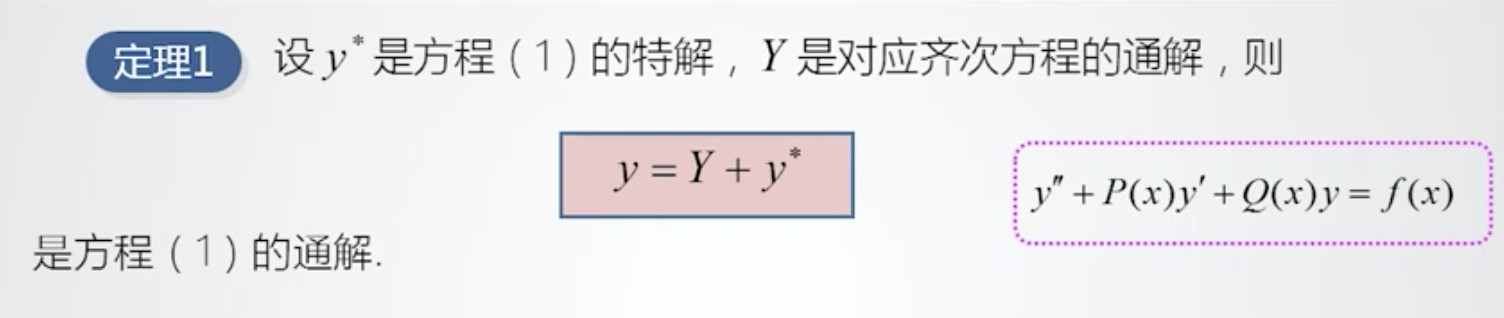 定理1 设 y* 是方程（1）的特解，Y 是对应齐次方程的通解，则
y = Y + y*
y″ + P(x)y′ + Q(x)y = f(x)
是方程（1）的通解.